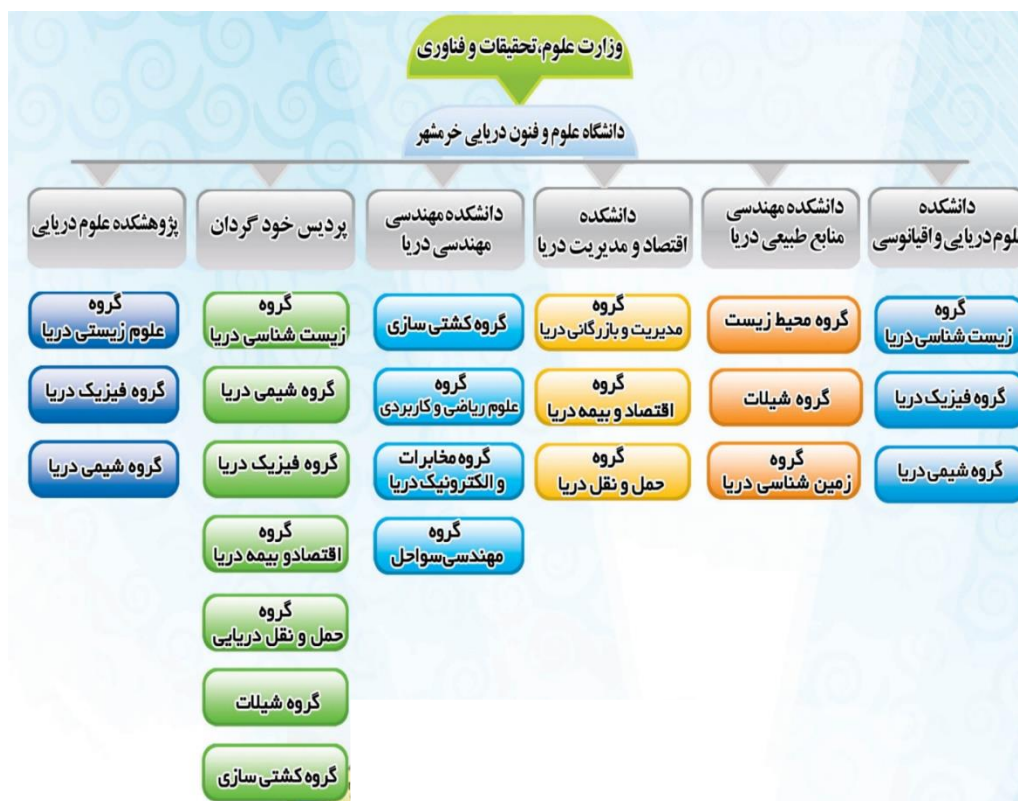 وزارت علوم،تحقیقات و فناوری
دانشگاه علوم و فنون دریایی خرمشهر
دانشکده
علوم دریایی و اقیانوسی
گروه
زیست شناسی دریا
گروه فیزیک دریا
گروه شیمی دریا
دانشکده مهندسی
منابع طبیعی دریا
گروه محیط زیست
گروه شیلات
گروه
زمین شناسی دریا
دانشکده
اقتصاد و مدیریت دریا
گروه
مدیریت و بازرگانی دریا
گروه
اقتصاد و بیمه دریا
گروه
حمل و نقل دریا
دانشکده مهندسی
مهندسی دریا
گروه کشتی سازی
گروه
علوم ریاضی و کاربردی
گروه مخابرات
و الکترونیک دریا
گروه
مهندسی سواحل
پردیس خود گردان
گروه
زیست شناسی دریا
گروه شیمی دریا
گروه فیزیک دریا
گروه
اقتصاد و بیمه دریا
گروه
حمل و نقل دریایی
گروه شیلات
گروه کشتی سازی
پژوهشکده علوم دریایی
گروه
علوم زیستی دریا
گروه فیزیک دریا
گروه شیمی دریا